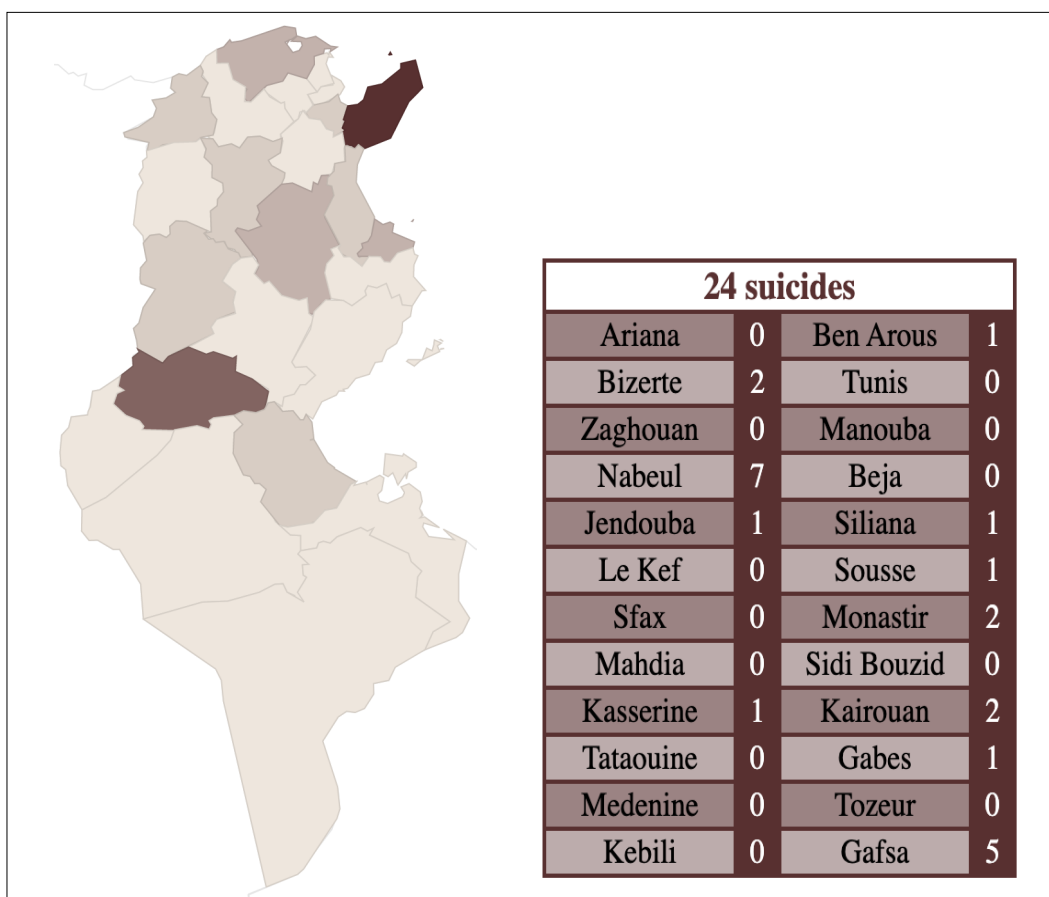 24 suicides
Ariana 0 Ben Arous 1
Bizerte 2 Tunis 0
Zaghouan 0 Manouba 0
Nabeul 7 Beja 0
Jendouba 1 Siliana 1
Le Kef 0 Sousse 1
Sfax 0 Monastir 2
Mahdia 0 Sidi Bouzid 0
Kasserine 1 Kairouan 2
Tataouine 0 Gabes 1
Medenine 0 Tozeur 0
Kebili 0 Gafsa 5